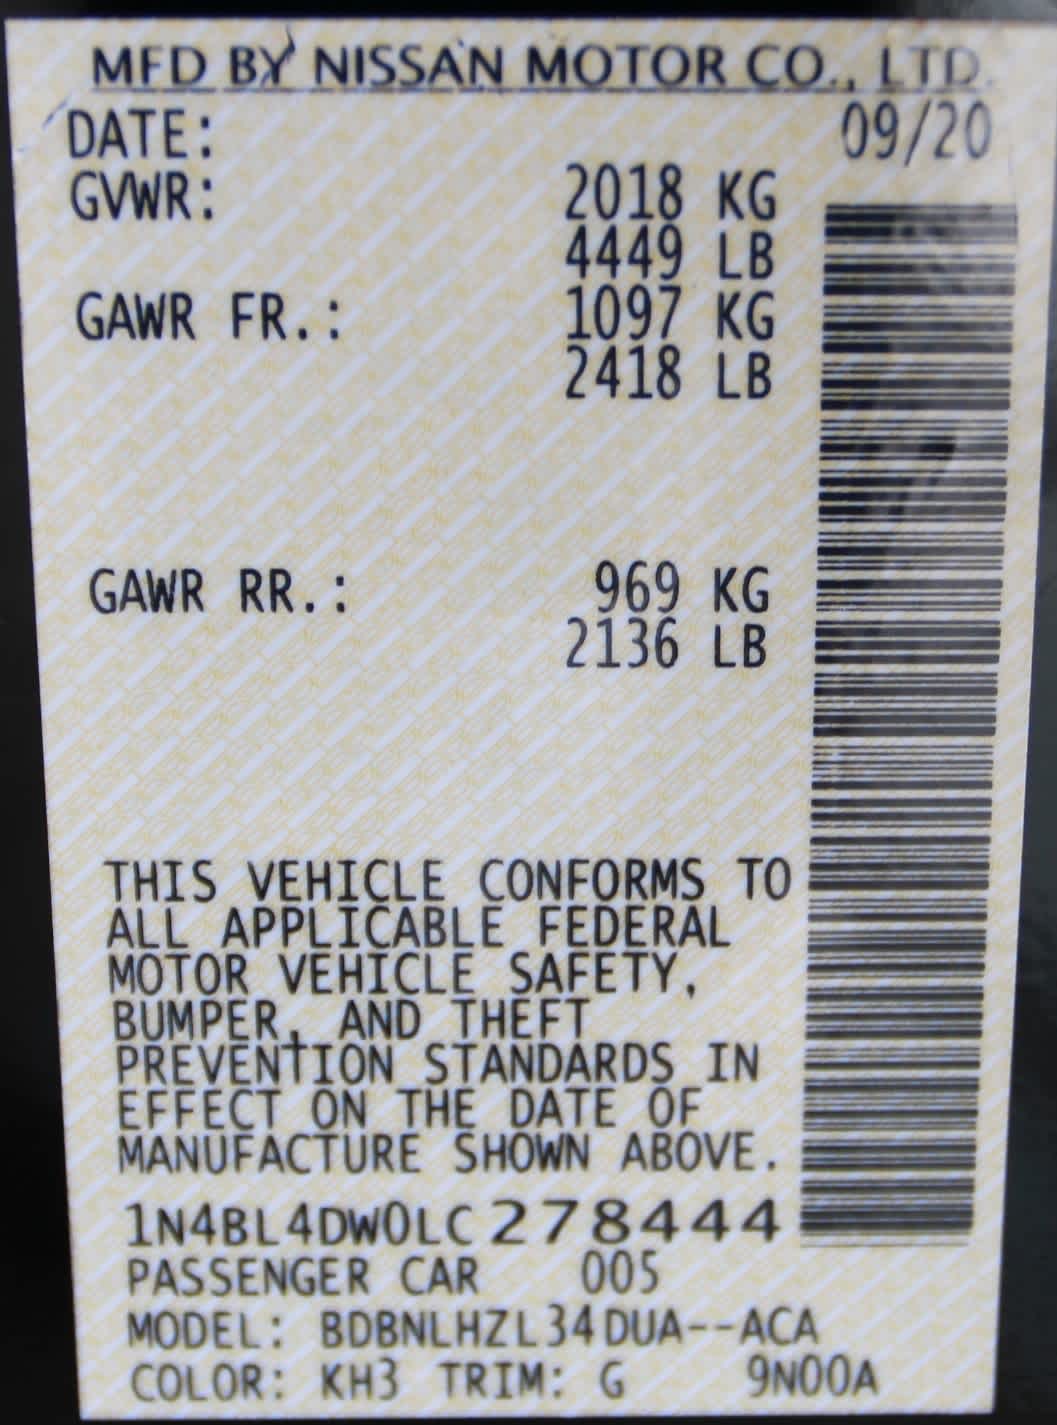 MFD BY NISSAN MOTOR CO., LTD.
DATE: 09/20
GVWR: 2018 KG
4449 LB
GAWR FR.: 1097 KG
2418 LB
GAWR RR.: 969 KG
2136 LB
THIS VEHICLE CONFORMS TO
ALL APPLICABLE FEDERAL
MOTOR VEHICLE SAFETY,
BUMPER, AND THEFT
PREVENTION STANDARDS IN
EFFECT ON THE DATE OF
MANUFACTURE SHOWN ABOVE.
1N4BL4DW0LC278444
PASSENGER CAR 005
MODEL: BDBNLHZL34DUA--ACA
COLOR: KH3 TRIM: G 9N00A